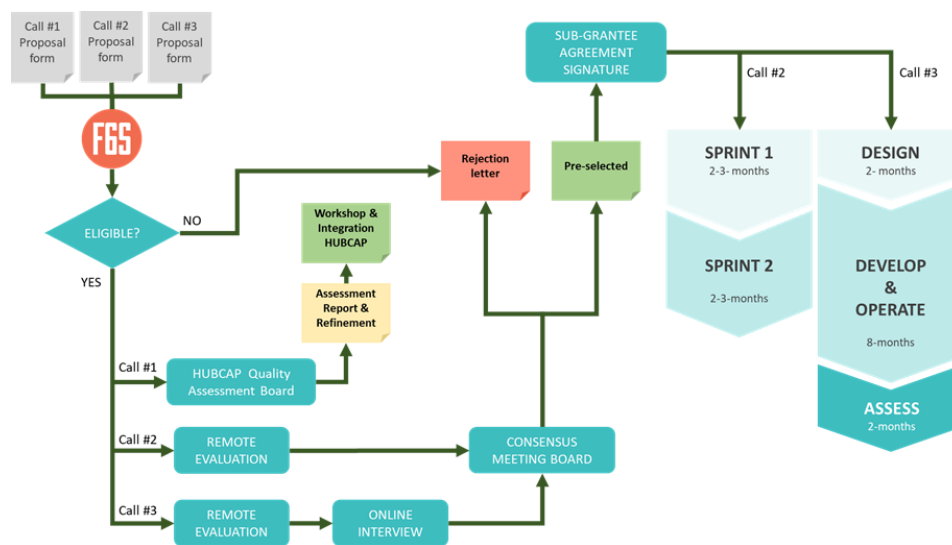 Call #1
Proposal
form
Call #2
Proposal
form
Call #3
Proposal
form
F6S
ELIGIBLE?
NO
YES
Rejection
letter
Pre-selected
SUB-GRANTEE
AGREEMENT
SIGNATURE
Call #2
Call #3
SPRINT 1
2-3- months
SPRINT 2
2-3-months
DESIGN
2- months
DEVELOP
&
OPERATE
8-months
ASSESS
2-months
Workshop &
Integration
HUBCAP
Assessment
Report &
Refinement
Call #1
HUBCAP Quality
Assessment Board
Call #2
REMOTE
EVALUATION
CONSENSUS
MEETING BOARD
Call #3
REMOTE
EVALUATION
ONLINE
INTERVIEW